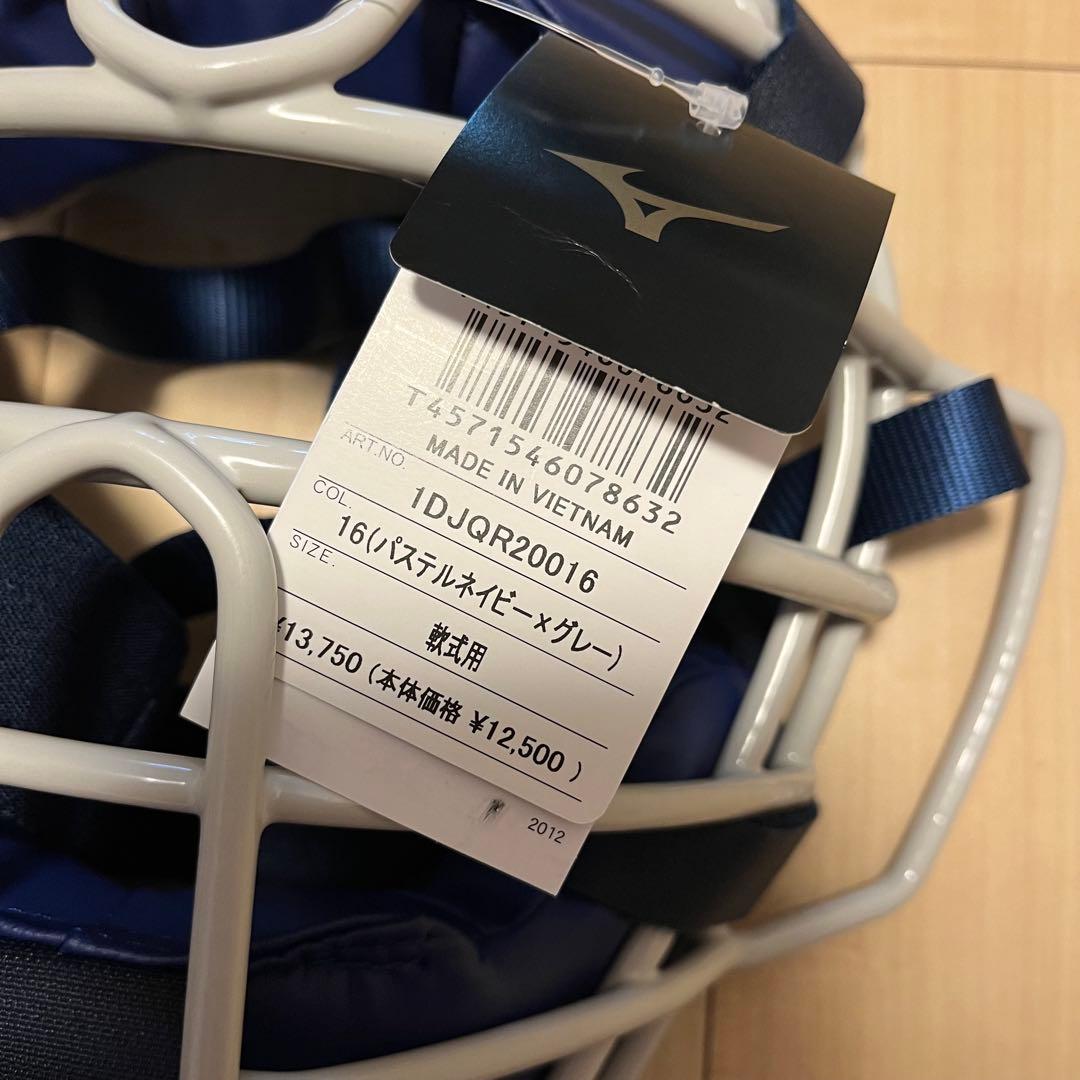 T4571546078632
MADE IN VIETNAM
ART.NO.
1DJQR20016
COL.
16(パステルネイビー×グレー)
SIZE.
軟式用
¥13,750 (本体価格 ¥12,500 )
2012